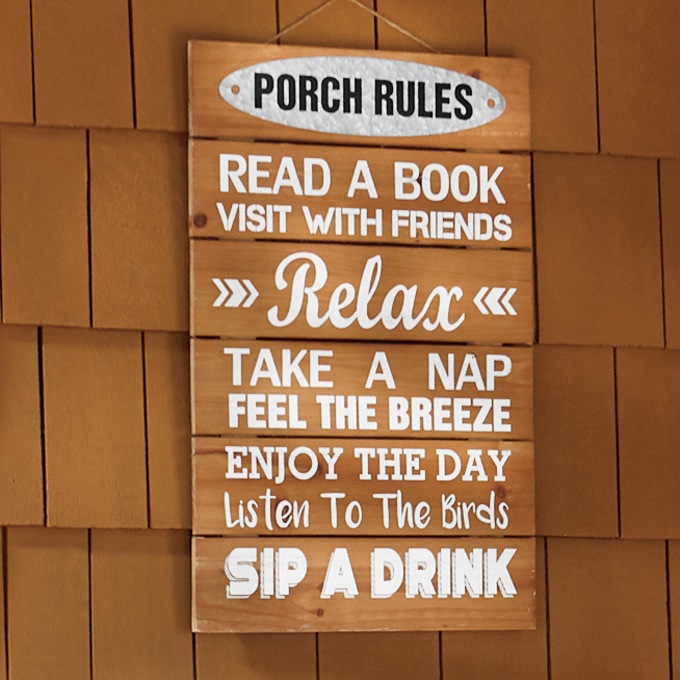 PORCH RULES
READ A BOOK
VISIT WITH FRIENDS
Relax
TAKE A NAP
FEEL THE BREEZE
ENJOY THE DAY
Listen To The Birds
SIP A DRINK